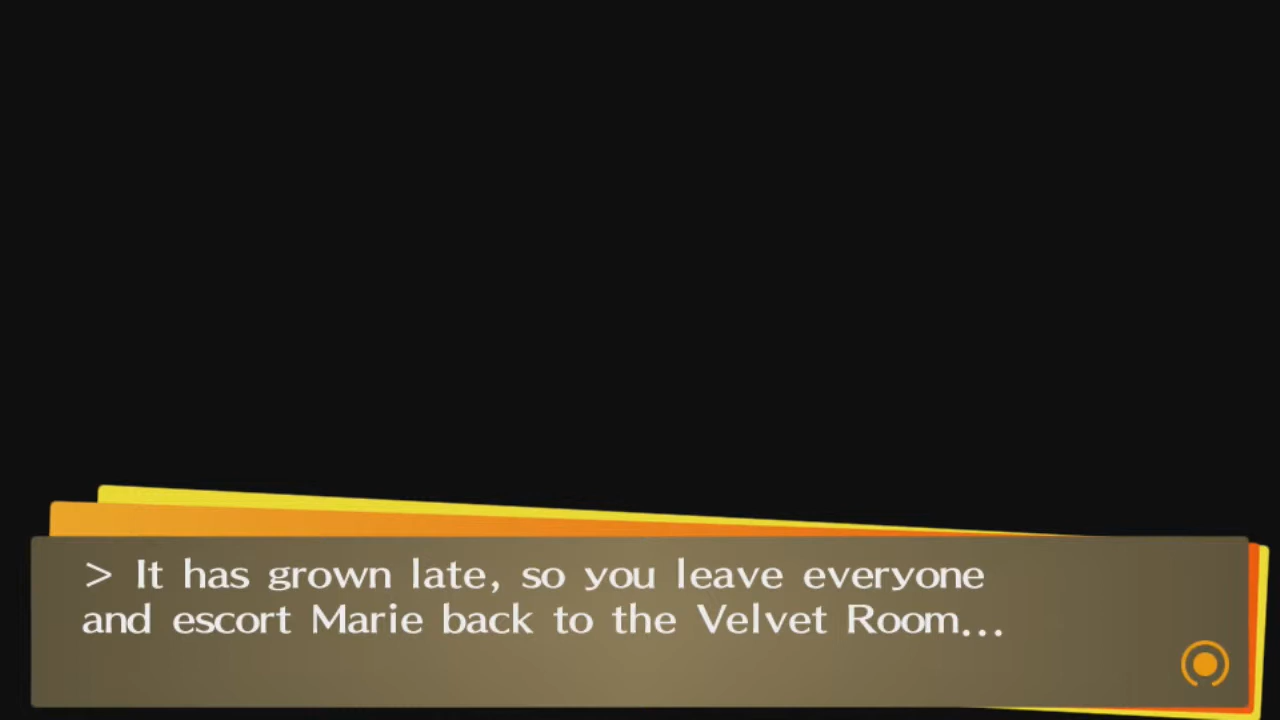 > It has grown late, so you leave everyone
and escort Marie back to the Velvet Room...